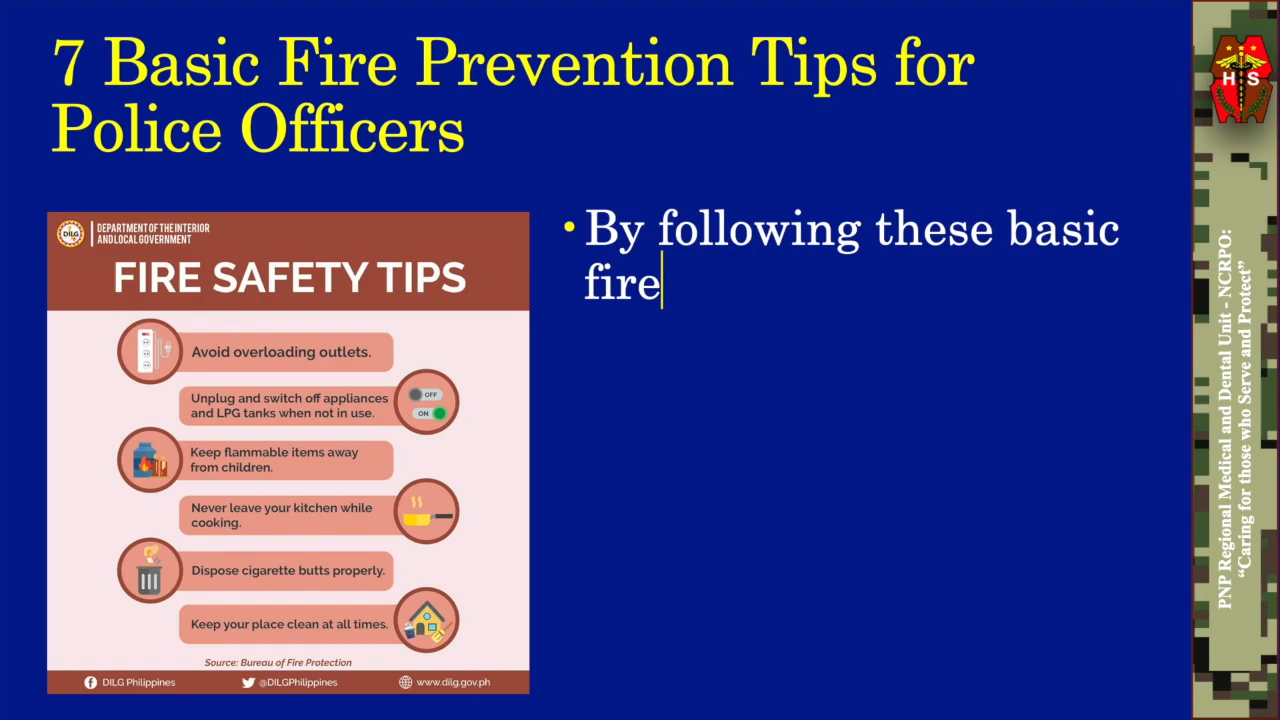 7 Basic Fire Prevention Tips for
Police Officers
H S
DILG
DEPARTMENT OF THE INTERIOR
AND LOCAL GOVERNMENT
FIRE SAFETY TIPS
Avoid overloading outlets.
Unplug and switch off appliances
and LPG tanks when not in use.
OFF
ON
Keep flammable items away
from children.
Never leave your kitchen while
cooking.
Dispose cigarette butts properly.
Keep your place clean at all times.
Source: Bureau of Fire Protection
DILG Philippines
@DILGPhilippines
www.dilg.gov.ph
• By following these basic
fire
PNP Regional Medical and Dental Unit - NCRPO:
“Caring for those who Serve and Protect”